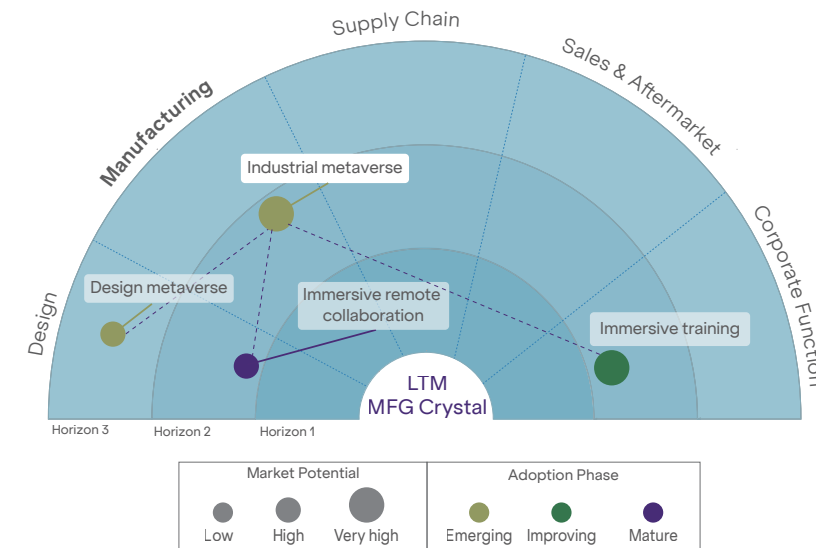 Supply Chain
Sales & Aftermarket
Manufacturing
Industrial metaverse
Corporate Function
Design metaverse
Immersive remote
collaboration
Design
Immersive training
LTM
MFG Crystal
Horizon 3
Horizon 2
Horizon 1
Market Potential
Adoption Phase
Low
High
Very high
Emerging
Improving
Mature